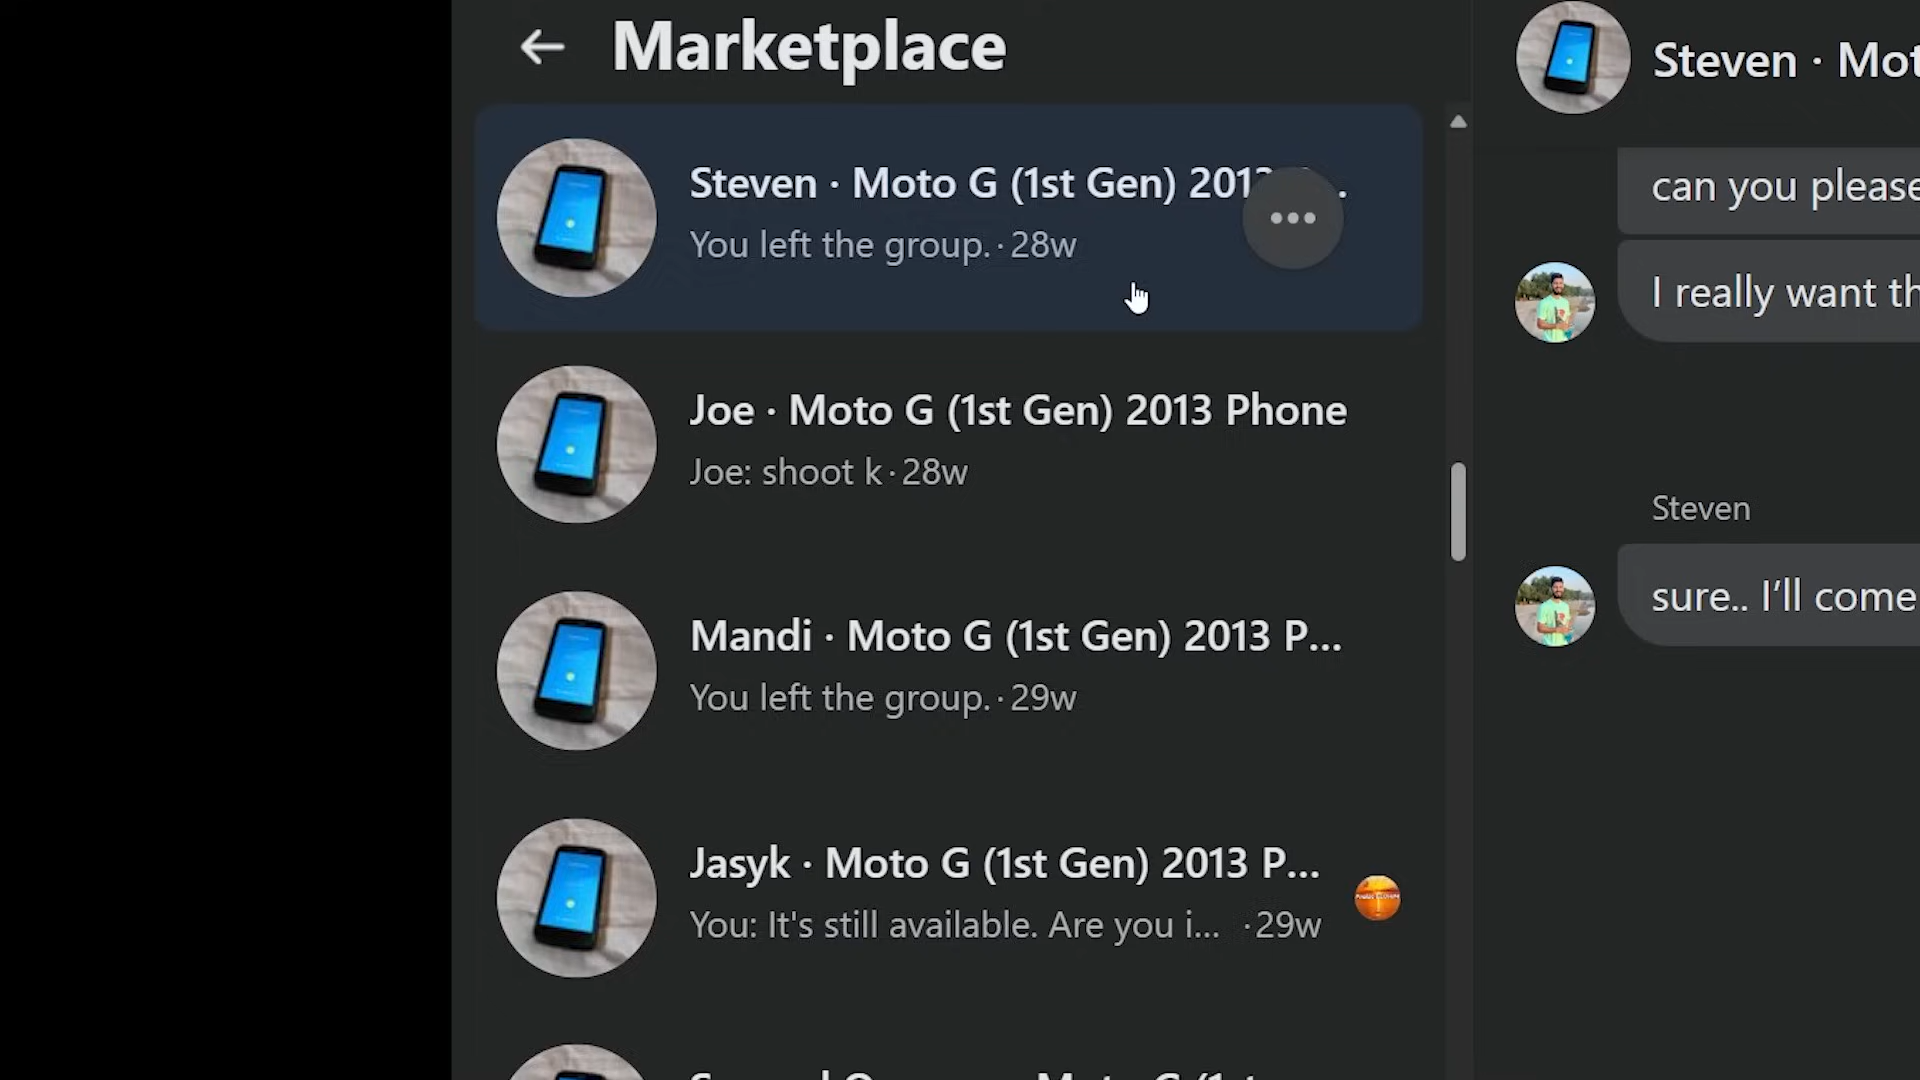 Marketplace
Steven · Moto G (1st Gen) 2013
You left the group. · 28w
Joe · Moto G (1st Gen) 2013 Phone
Joe: shoot k · 28w
Mandi · Moto G (1st Gen) 2013 P...
You left the group. · 29w
Jasyk · Moto G (1st Gen) 2013 P...
You: It's still available. Are you i... · 29w
Steven · Mot
can you please
I really want th
Steven
sure.. I’ll come